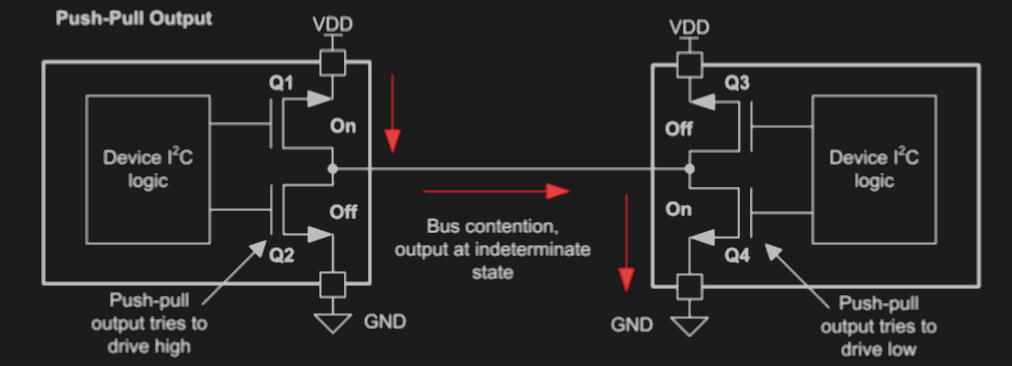 Push-Pull Output
VDD
VDD
Q1
Q3
On
Off
Device I²C
logic
Device I²C
logic
Off
On
Bus contention,
output at indeterminate
state
Q2
Q4
Push-pull
output tries to
drive high
GND
GND
Push-pull
output tries to
drive low